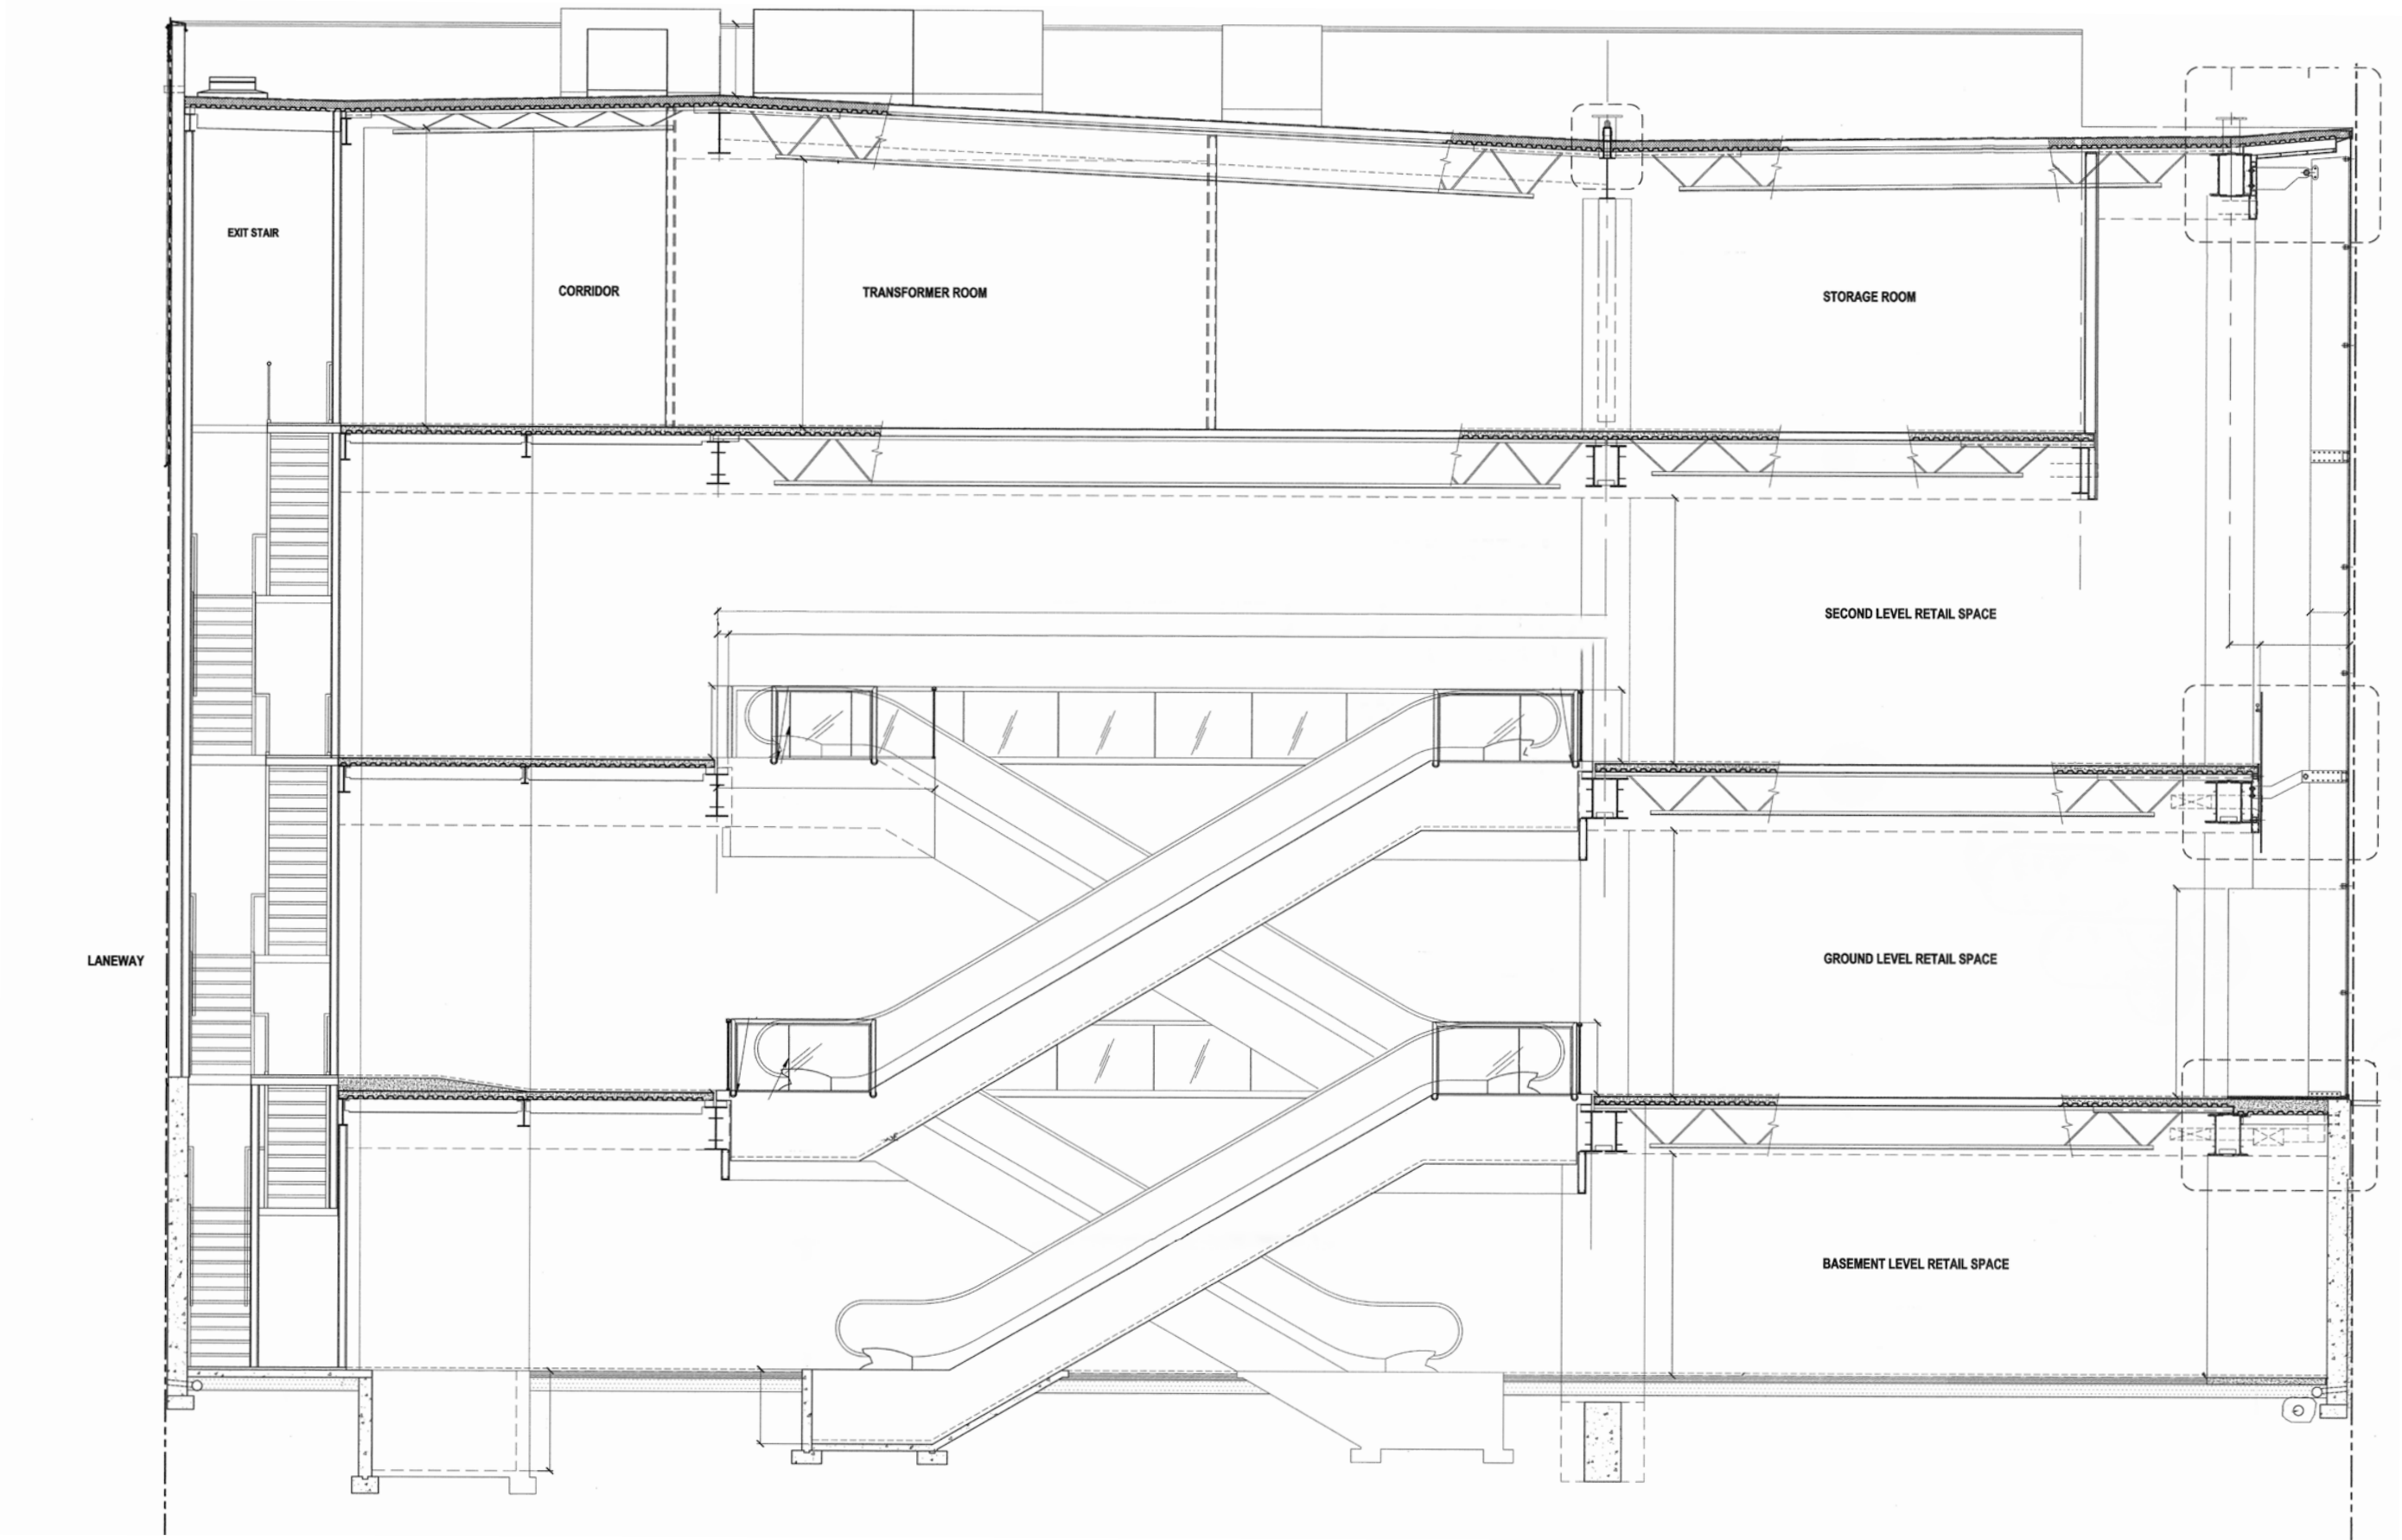 EXIT STAIR
CORRIDOR
TRANSFORMER ROOM
STORAGE ROOM
SECOND LEVEL RETAIL SPACE
LANEWAY
GROUND LEVEL RETAIL SPACE
BASEMENT LEVEL RETAIL SPACE